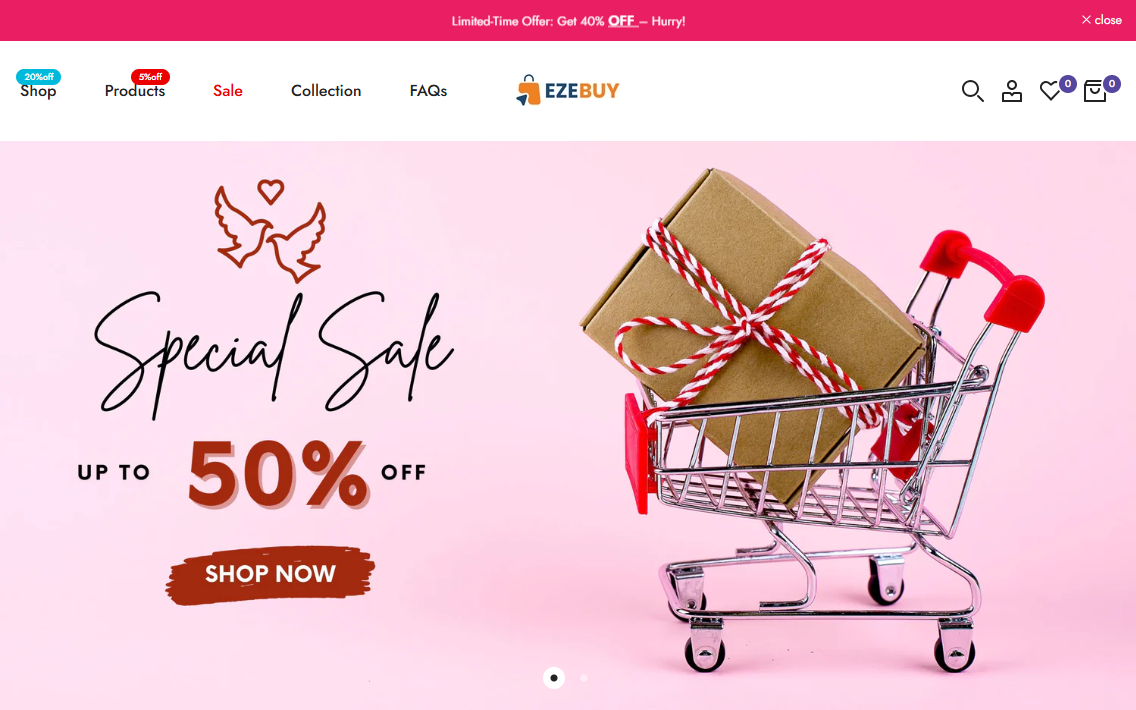 Limited-Time Offer: Get 40% OFF – Hurry!
× close
20%off
5%off
Shop
Products
Sale
Collection
FAQs
EZEBUY
0
0
Special Sale
UP TO 50% OFF
SHOP NOW